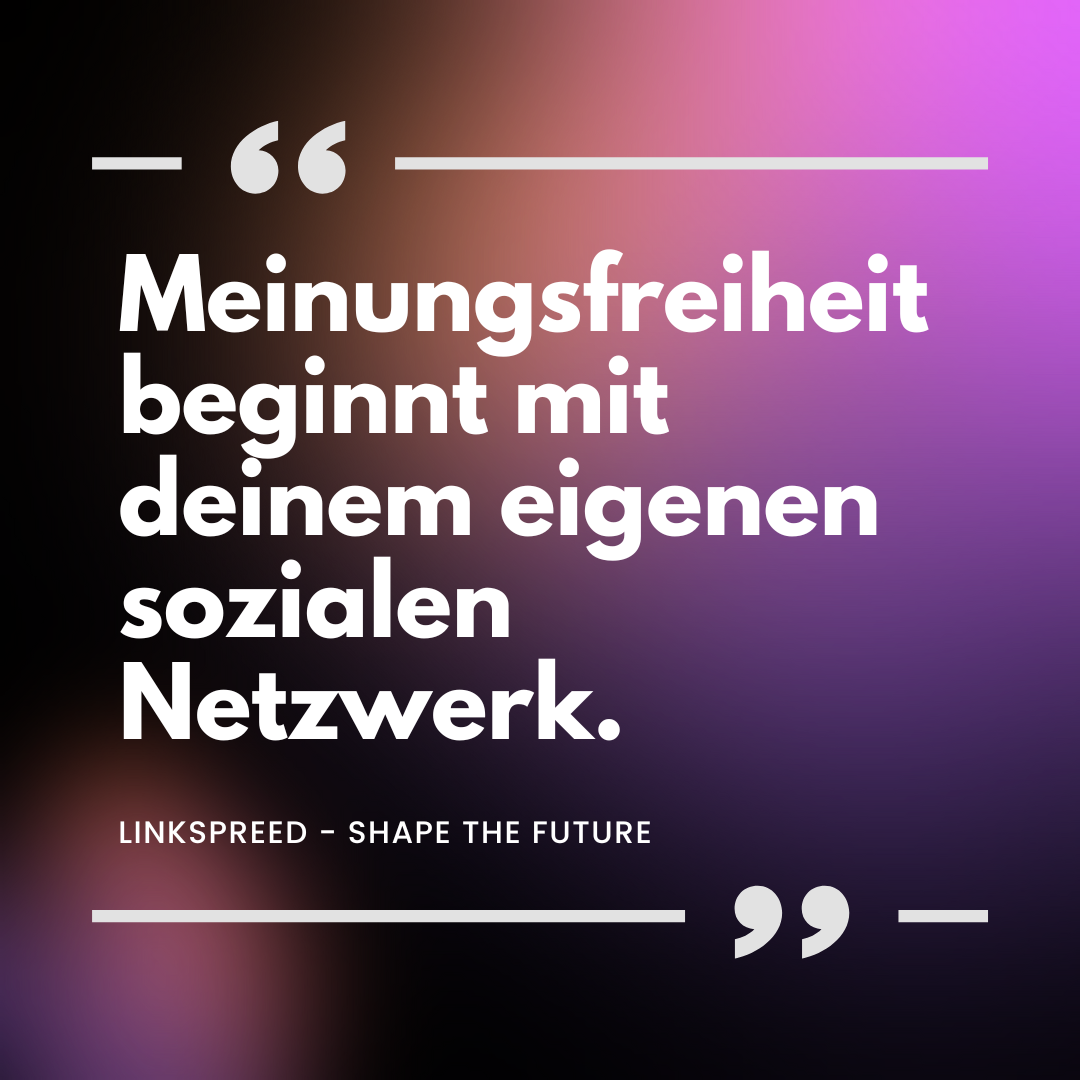 “
Meinungsfreiheit
beginnt mit
deinem eigenen
sozialen
Netzwerk.
LINKSPREED – SHAPE THE FUTURE
”